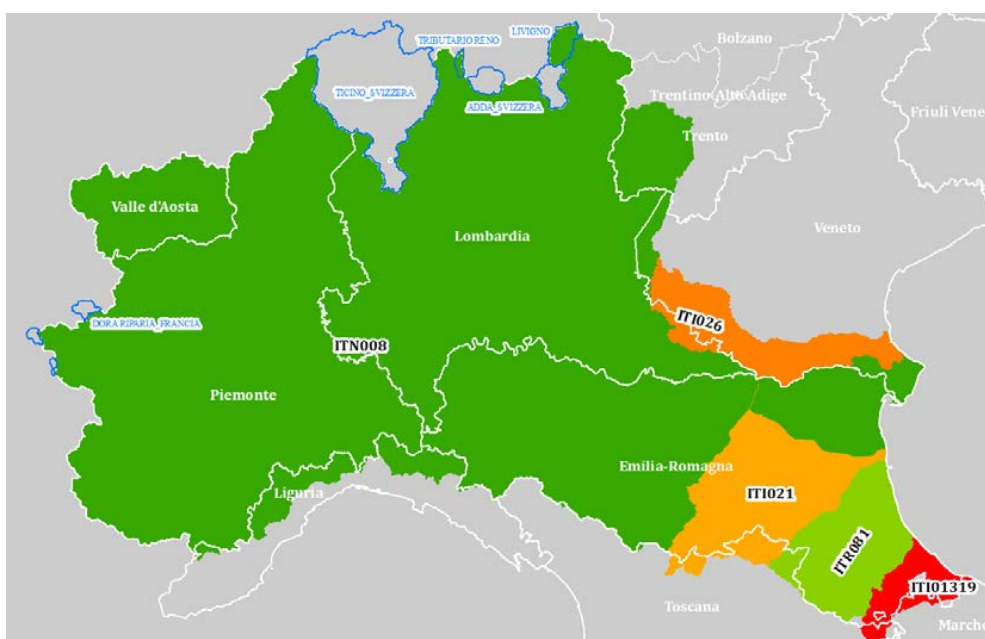 LIVIGNO
TRIBUTARIO RENO
Bolzano
TICINO_SVIZZERA
ADDA_SVIZZERA
Trentino-Alto Adige
Friuli Vene
Trento
Valle d'Aosta
Lombardia
Veneto
ITI026
DORA RIPARIA_FRANCIA
ITN008
Piemonte
Emilia-Romagna
Liguria
ITI021
ITR081
ITI01319
Toscana
Marche